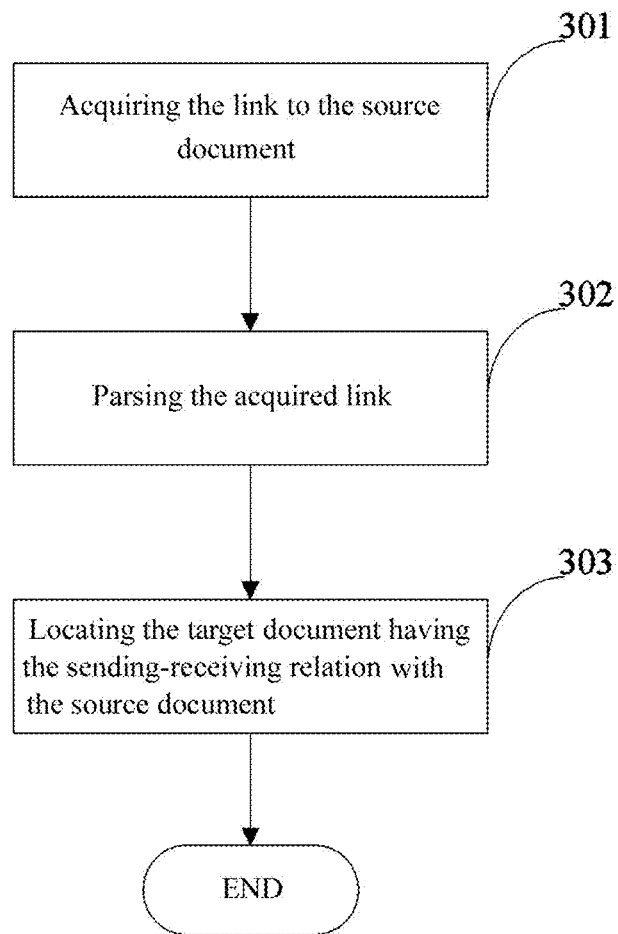 301
Acquiring the link to the source
document
302
Parsing the acquired link
303
Locating the target document having
the sending-receiving relation with
the source document
END